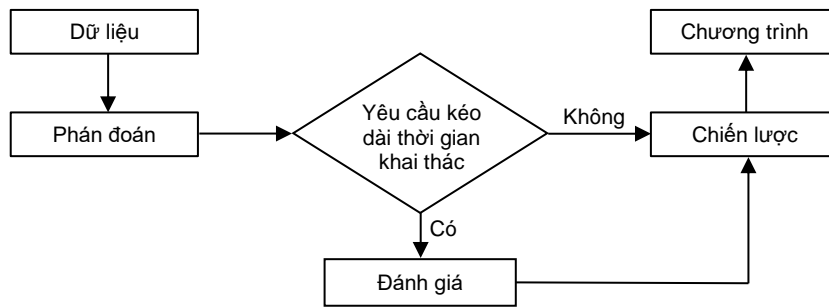 Dữ liệu
Chương trình
Phán đoán
Yêu cầu kéo
dài thời gian
khai thác
Không
Chiến lược
Có
Đánh giá